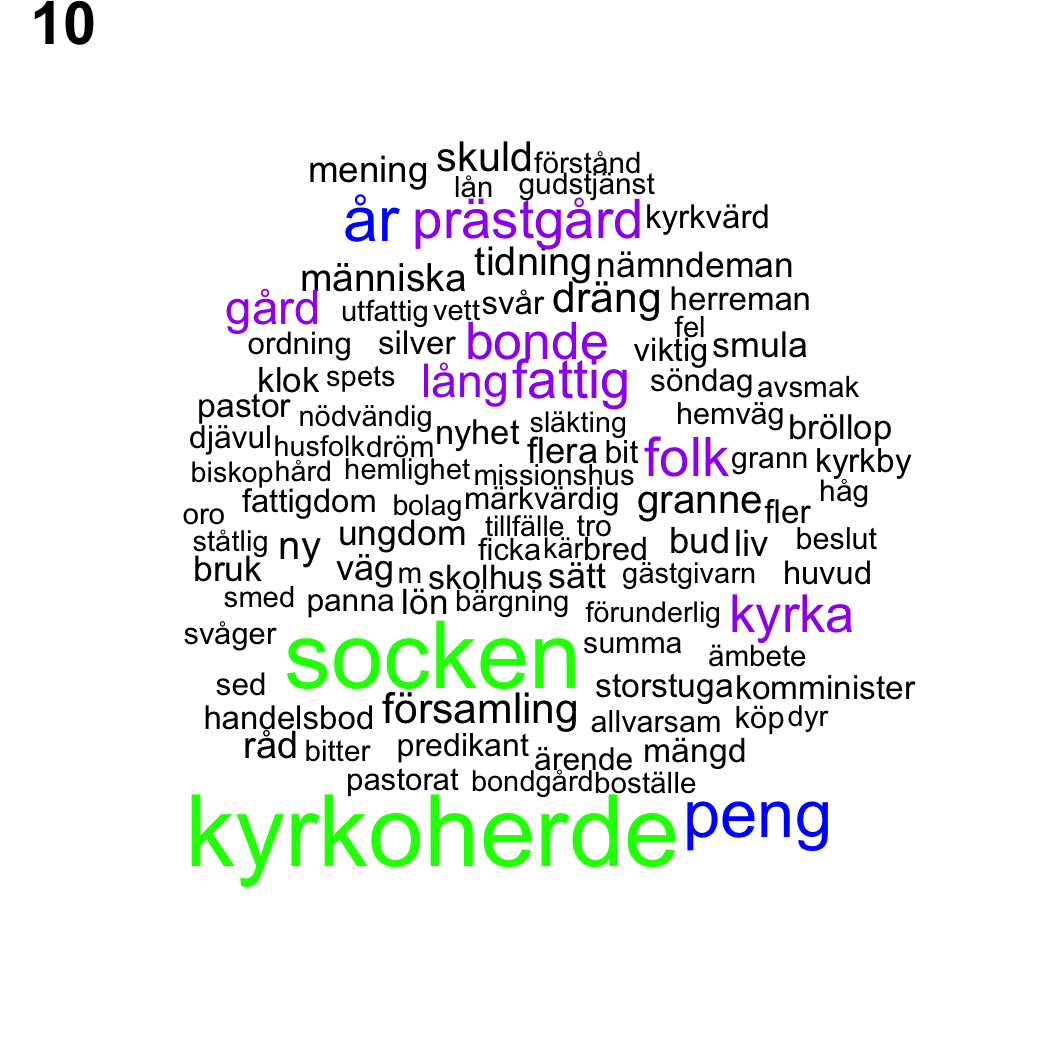 10
mening skuld förstånd
lån gudstjänst
år prästgård kyrkvärd
människa tidning nämndeman
gård utfattig vett svår dräng herreman
fel
ordning silver bonde viktig smula
klok spets lång fattig söndag avsmak
pastor nödvändig släkting hemväg bröllop
djävul husfolk dröm nyhet flera bit folk grann kyrkby
biskop hård hemlighet missionshus
fattigdom bolag märkvärdig granne fler håg
oro ungdom tillfälle tro
ståtlig ny ficka kär bred bud liv beslut
bruk väg m skolhus sätt gästgivarn huvud
smed panna lön bärgning förunderlig kyrka
svåger socken summa
ämbete
sed storstuga komminister
handelsbod församling allvarsam köp dyr
råd bitter predikant ärende mängd
pastorat bondgård boställe
kyrkoherde peng